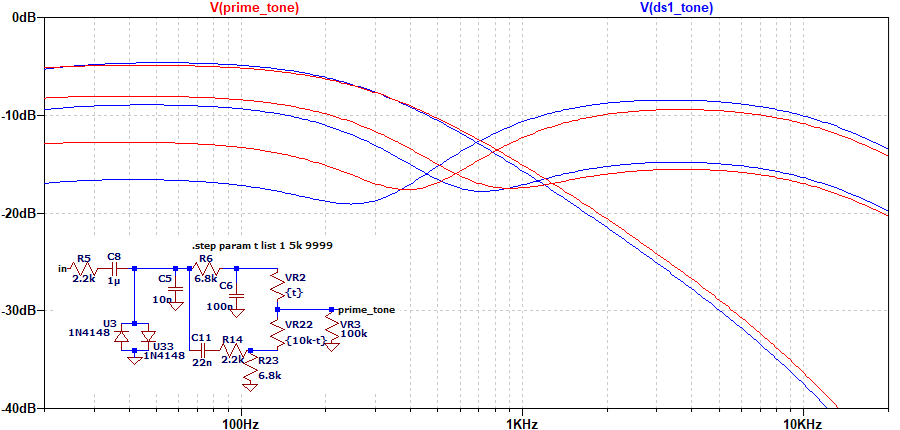 V(prime_tone) V(ds1_tone)
0dB
-10dB
-20dB
-30dB
-40dB
100Hz 1KHz 10KHz
.step param t list 1 5k 9999
in
R5
2.2k
C8
1µ
C5
10n
R6
6.8k
C6
100n
VR2
{t}
prime_tone
U3
1N4148
U33
1N4148
C11
22n
R14
2.2k
VR22
{10k-t}
VR3
100k
R23
6.8k